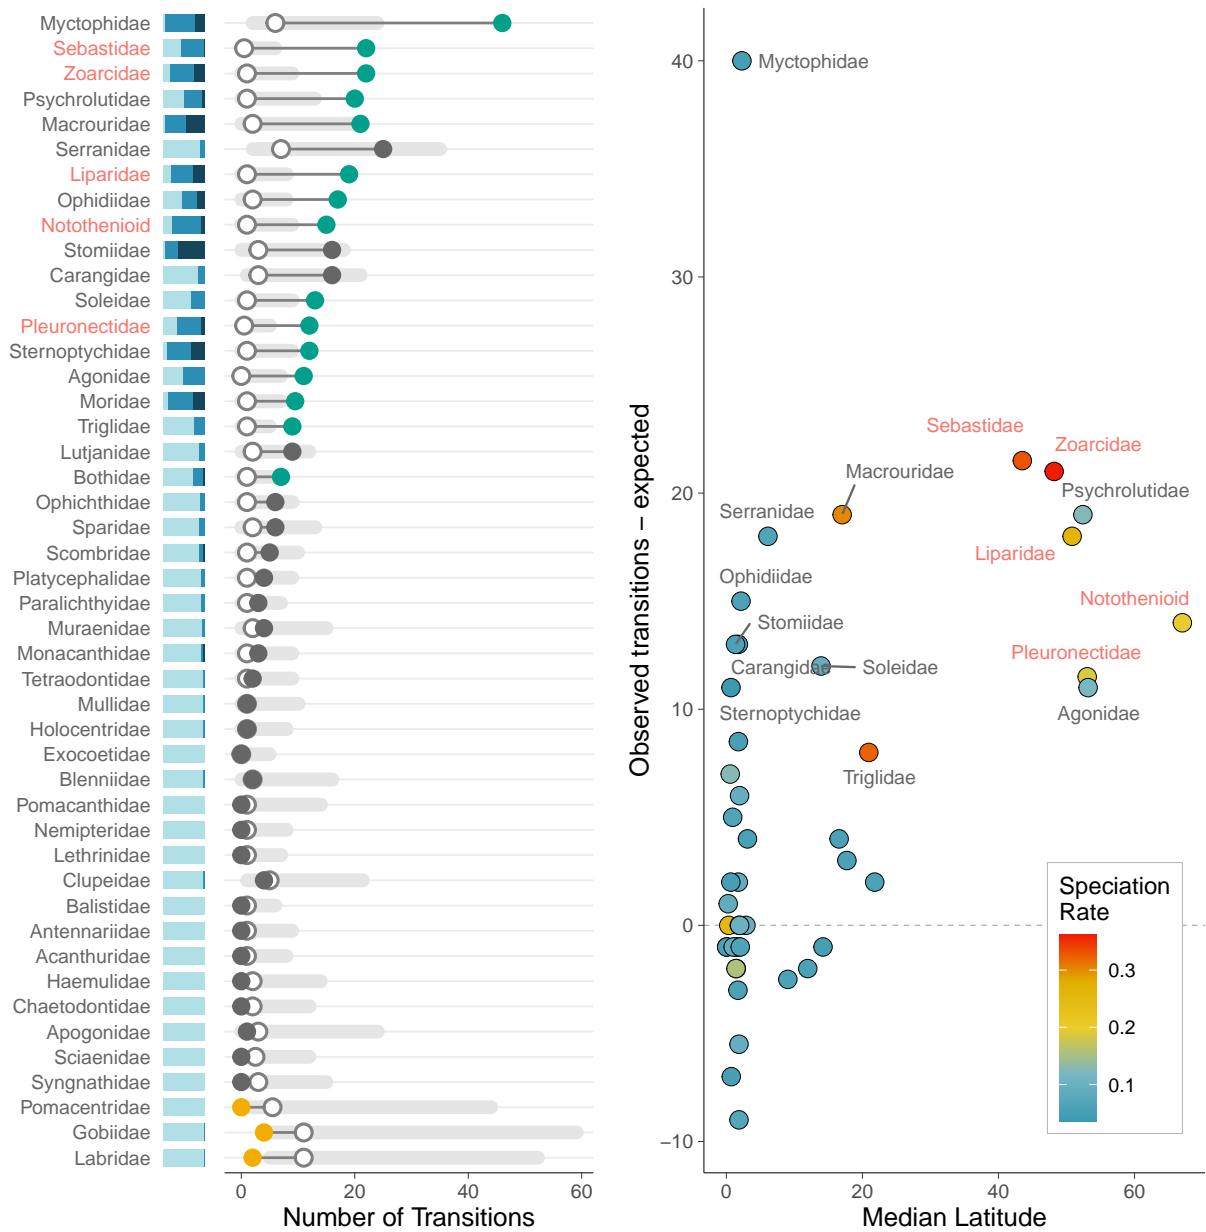 Myctophidae
Sebastidae
Zoarcidae
Psychrolutidae
Macrouridae
Serranidae
Liparidae
Ophidiidae
Notothenioid
Stomiidae
Carangidae
Soleidae
Pleuronectidae
Sternoptychidae
Agonidae
Moridae
Triglidae
Lutjanidae
Bothidae
Ophichthidae
Sparidae
Scombridae
Platycephalidae
Paralichthyidae
Muraenidae
Monacanthidae
Tetraodontidae
Mullidae
Holocentridae
Exocoetidae
Blenniidae
Pomacanthidae
Nemipteridae
Lethrinidae
Clupeidae
Balistidae
Antennariidae
Acanthuridae
Haemulidae
Chaetodontidae
Apogonidae
Sciaenidae
Syngnathidae
Pomacentridae
Gobiidae
Labridae
0 20 40 60
Number of Transitions
Observed transitions − expected
40
30
20
10
0
−10
Myctophidae
Sebastidae
Zoarcidae
Macrouridae
Psychrolutidae
Serranidae
Liparidae
Ophidiidae
Notothenioid
Stomiidae
Pleuronectidae
Carangidae
Soleidae
Sternoptychidae
Agonidae
Triglidae
Speciation
Rate
0.3
0.2
0.1
0 20 40 60
Median Latitude